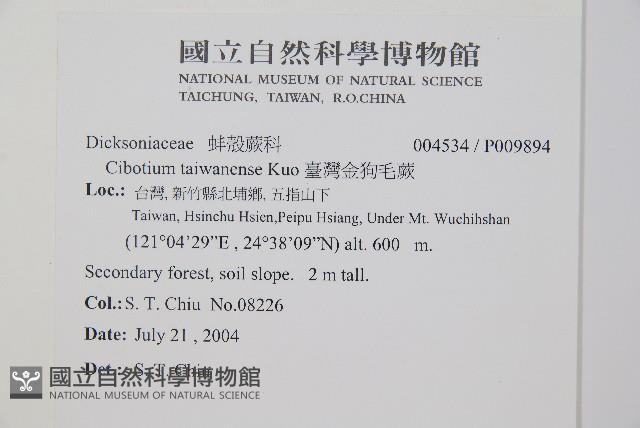 國立自然科學博物館
NATIONAL MUSEUM OF NATURAL SCIENCE
TAICHUNG, TAIWAN, R.O.CHINA
Dicksoniaceae 蚌殼蕨科 004534 / P009894
Cibotium taiwanense Kuo 臺灣金狗毛蕨
Loc.: 台灣, 新竹縣北埔鄉, 五指山下
Taiwan, Hsinchu Hsien,Peipu Hsiang, Under Mt. Wuchihshan
(121°04’29”E , 24°38’09”N) alt. 600 m.
Secondary forest, soil slope. 2 m tall.
Col.: S. T. Chiu No.08226
Date: July 21 , 2004
Det.: S. T. Chiu
國立自然科學博物館
NATIONAL MUSEUM OF NATURAL SCIENCE